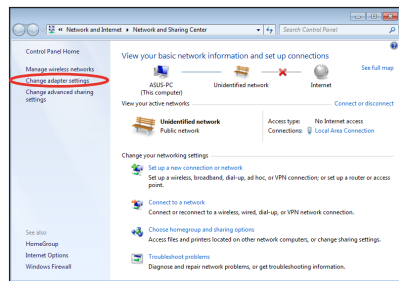 Network and Internet ▸ Network and Sharing Center
Search Control Panel
Control Panel Home
Manage wireless networks
Change adapter settings
Change advanced sharing
settings
See also
HomeGroup
Internet Options
Windows Firewall
View your basic network information and set up connections
See full map
ASUS-PC
(This computer)
Unidentified network
Internet
View your active networks
Connect or disconnect
Unidentified network
Public network
Access type: No Internet access
Connections: Local Area Connection
Change your networking settings
Set up a new connection or network
Set up a wireless, broadband, dial-up, ad hoc, or VPN connection; or set up a router or access
point.
Connect to a network
Connect or reconnect to a wireless, wired, dial-up, or VPN network connection.
Choose homegroup and sharing options
Access files and printers located on other network computers, or change sharing settings.
Troubleshoot problems
Diagnose and repair network problems, or get troubleshooting information.